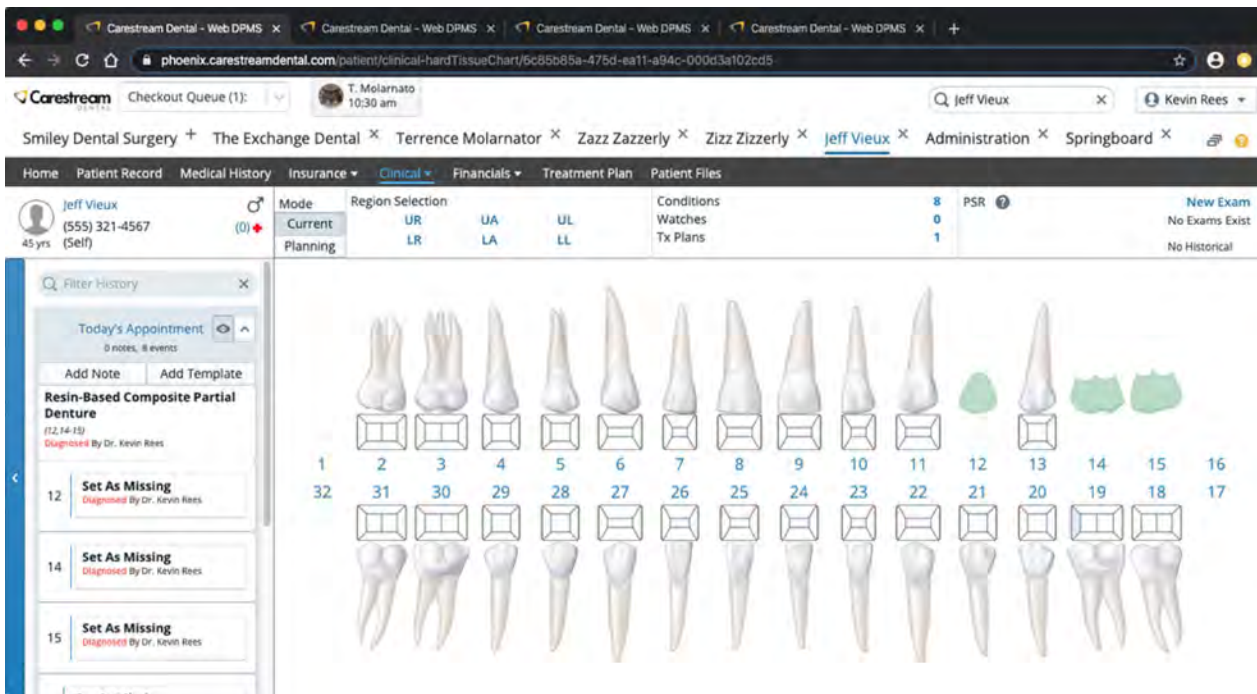 Carestream Dental - Web DPMS × Carestream Dental - Web DPMS × Carestream Dental - Web DPMS × Carestream Dental - Web DPMS × +
phoenix.carestreamdental.com/patient/clinical-hardTissueChart/6c85b85a-475d-ea11-a94c-000d3a102cd5
Carestream DENTAL Checkout Queue (1): T. Molarnato Jeff Vieux × Kevin Rees
10:30 am
Smiley Dental Surgery + The Exchange Dental × Terrence Molarnator × Zazz Zazzerly × Zizz Zizzerly × Jeff Vieux × Administration × Springboard ×
Home Patient Record Medical History Insurance Clinical Financials Treatment Plan Patient Files
Jeff Vieux
(555) 321-4567 (0)
45 yrs (Self)
Mode
Current
Planning
Region Selection
UR UA UL
LR LA LL
Conditions 8
Watches 0
Tx Plans 1
PSR ?
New Exam
No Exams Exist
No Historical
Filter History ×
Today's Appointment
0 notes, 8 events
Add Note Add Template
Resin-Based Composite Partial
Denture
(12,14-15)
Diagnosed By Dr. Kevin Rees
12 Set As Missing
Diagnosed By Dr. Kevin Rees
14 Set As Missing
Diagnosed By Dr. Kevin Rees
15 Set As Missing
Diagnosed By Dr. Kevin Rees
1 2 3 4 5 6 7 8 9 10 11 12 13 14 15 16
32 31 30 29 28 27 26 25 24 23 22 21 20 19 18 17